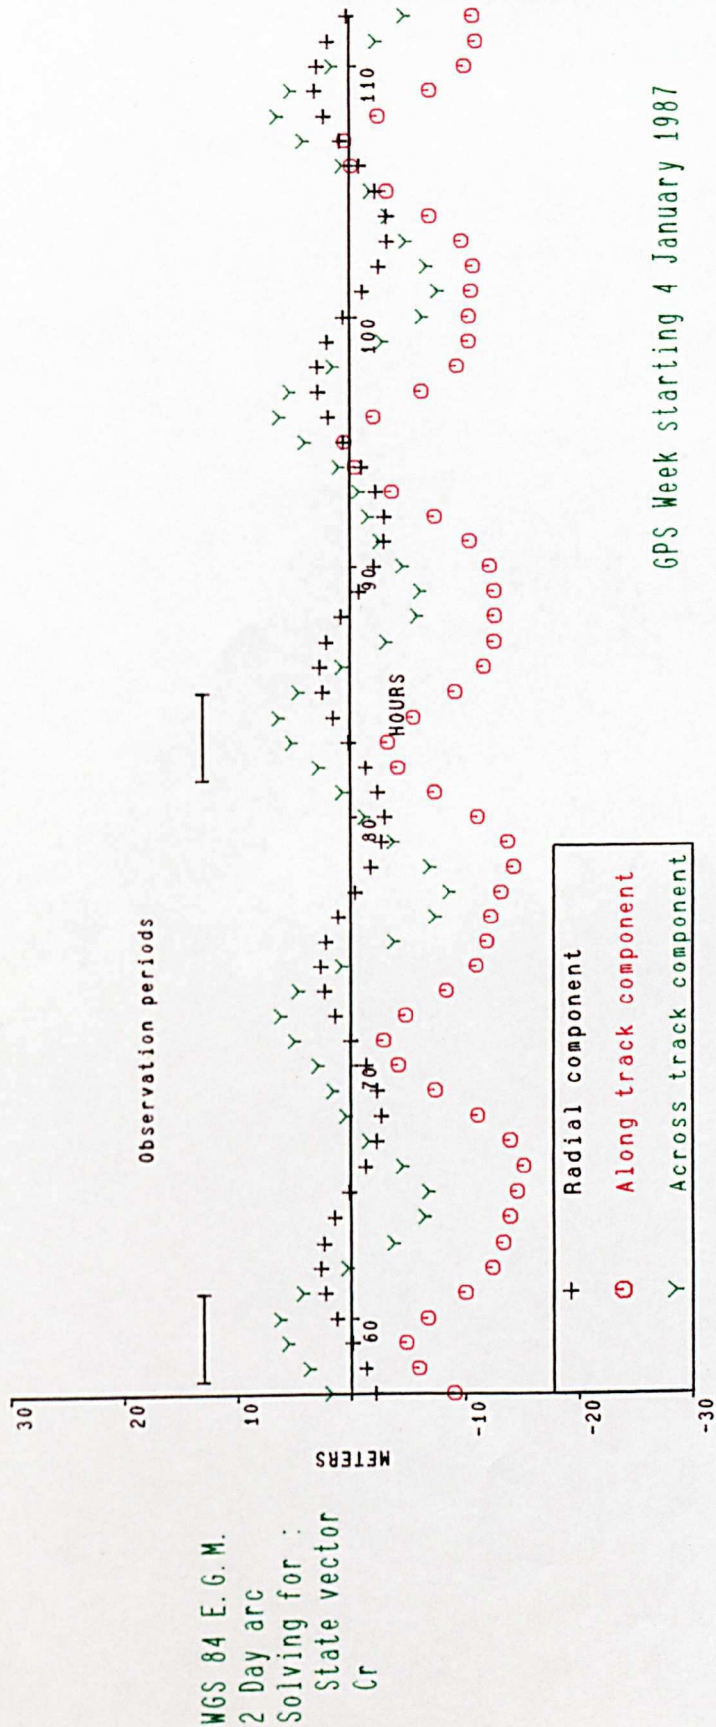 WGS 84 E.G.M.
2 Day arc
Solving for :
State vector
Cr
METERS
30
20
10
-10
-20
-30
Observation periods
60
70
80
90
100
110
HOURS
Radial component
Along track component
Across track component
GPS Week starting 4 January 1987